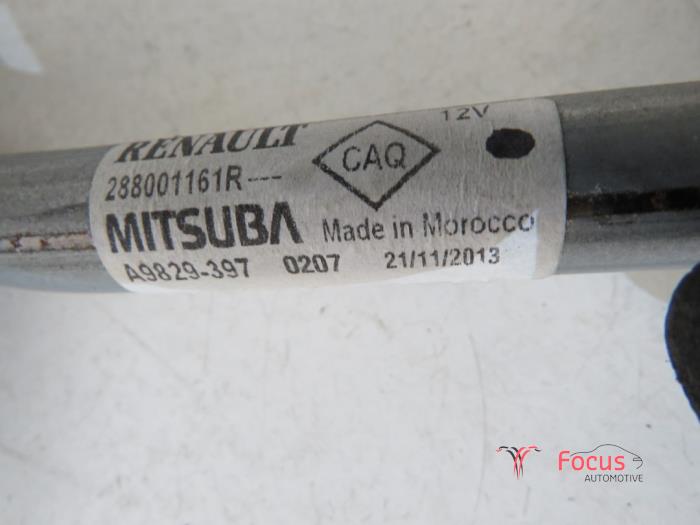 RENAULT
12V
CAQ
288001161R---
MITSUBA Made in Morocco
A9829-397 0207 21/11/2013
Focus
AUTOMOTIVE